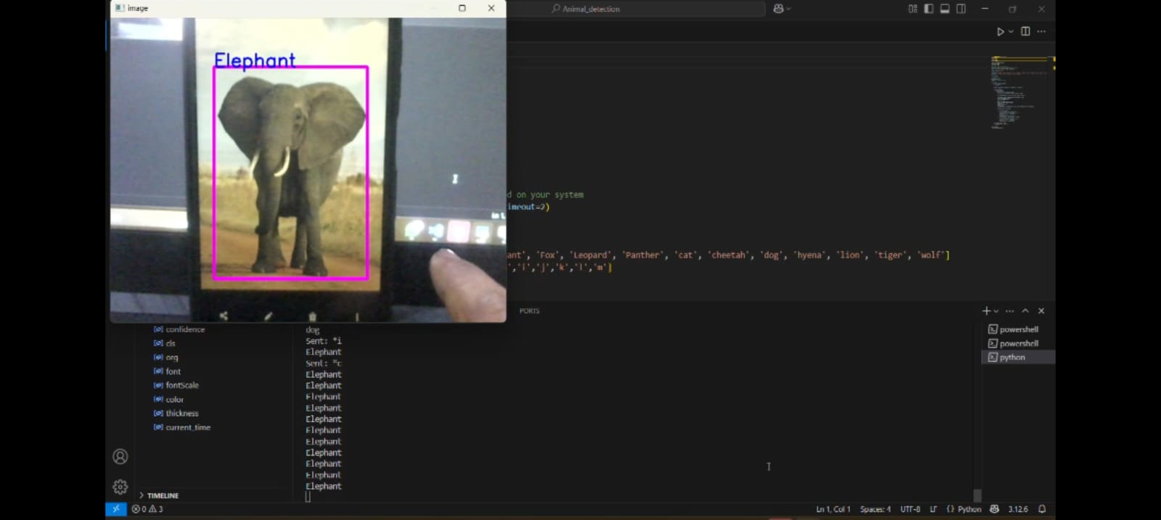 image
Animal_detection
Elephant
d on your system
imeout=2)
ant', 'Fox', 'Leopard', 'Panther', 'cat', 'cheetah', 'dog', 'hyena', 'lion', 'tiger', 'wolf']
,'i','j','k','l','m']
PORTS
confidence
cls
org
font
fontScale
color
thickness
current_time
TIMELINE
dog
Sent: *i
Elephant
Sent: *c
Elephant
Elephant
Elephant
Elephant
Elephant
Elephant
Elephant
Elephant
Elephant
Elephant
Elephant
powershell
powershell
python
0 3
Ln 1, Col 1 Spaces: 4 UTF-8 LF {} Python 3.12.6